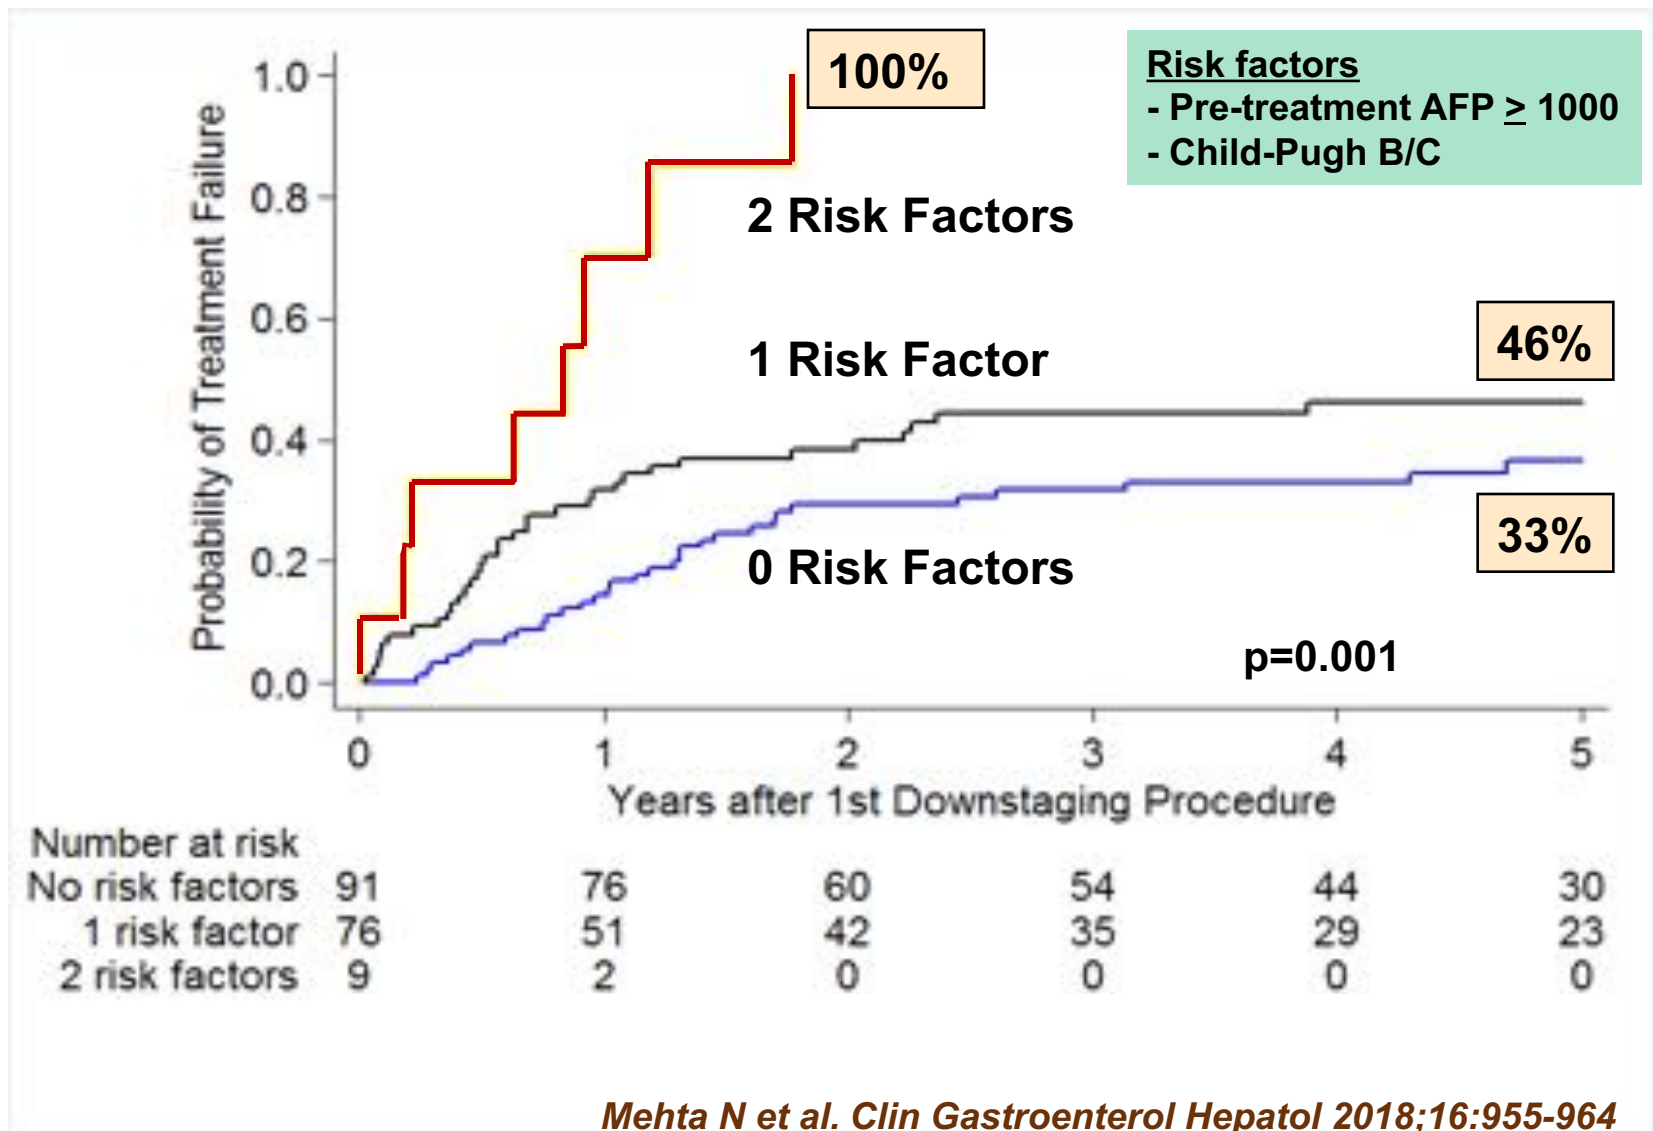 100%
Risk factors
- Pre-treatment AFP ≥ 1000
- Child-Pugh B/C
Probability of Treatment Failure
1.0
0.8
0.6
0.4
0.2
0.0
2 Risk Factors
1 Risk Factor
46%
0 Risk Factors
33%
p=0.001
0 1 2 3 4 5
Years after 1st Downstaging Procedure
Number at risk
No risk factors 91 76 60 54 44 30
1 risk factor 76 51 42 35 29 23
2 risk factors 9 2 0 0 0 0
Mehta N et al. Clin Gastroenterol Hepatol 2018;16:955-964